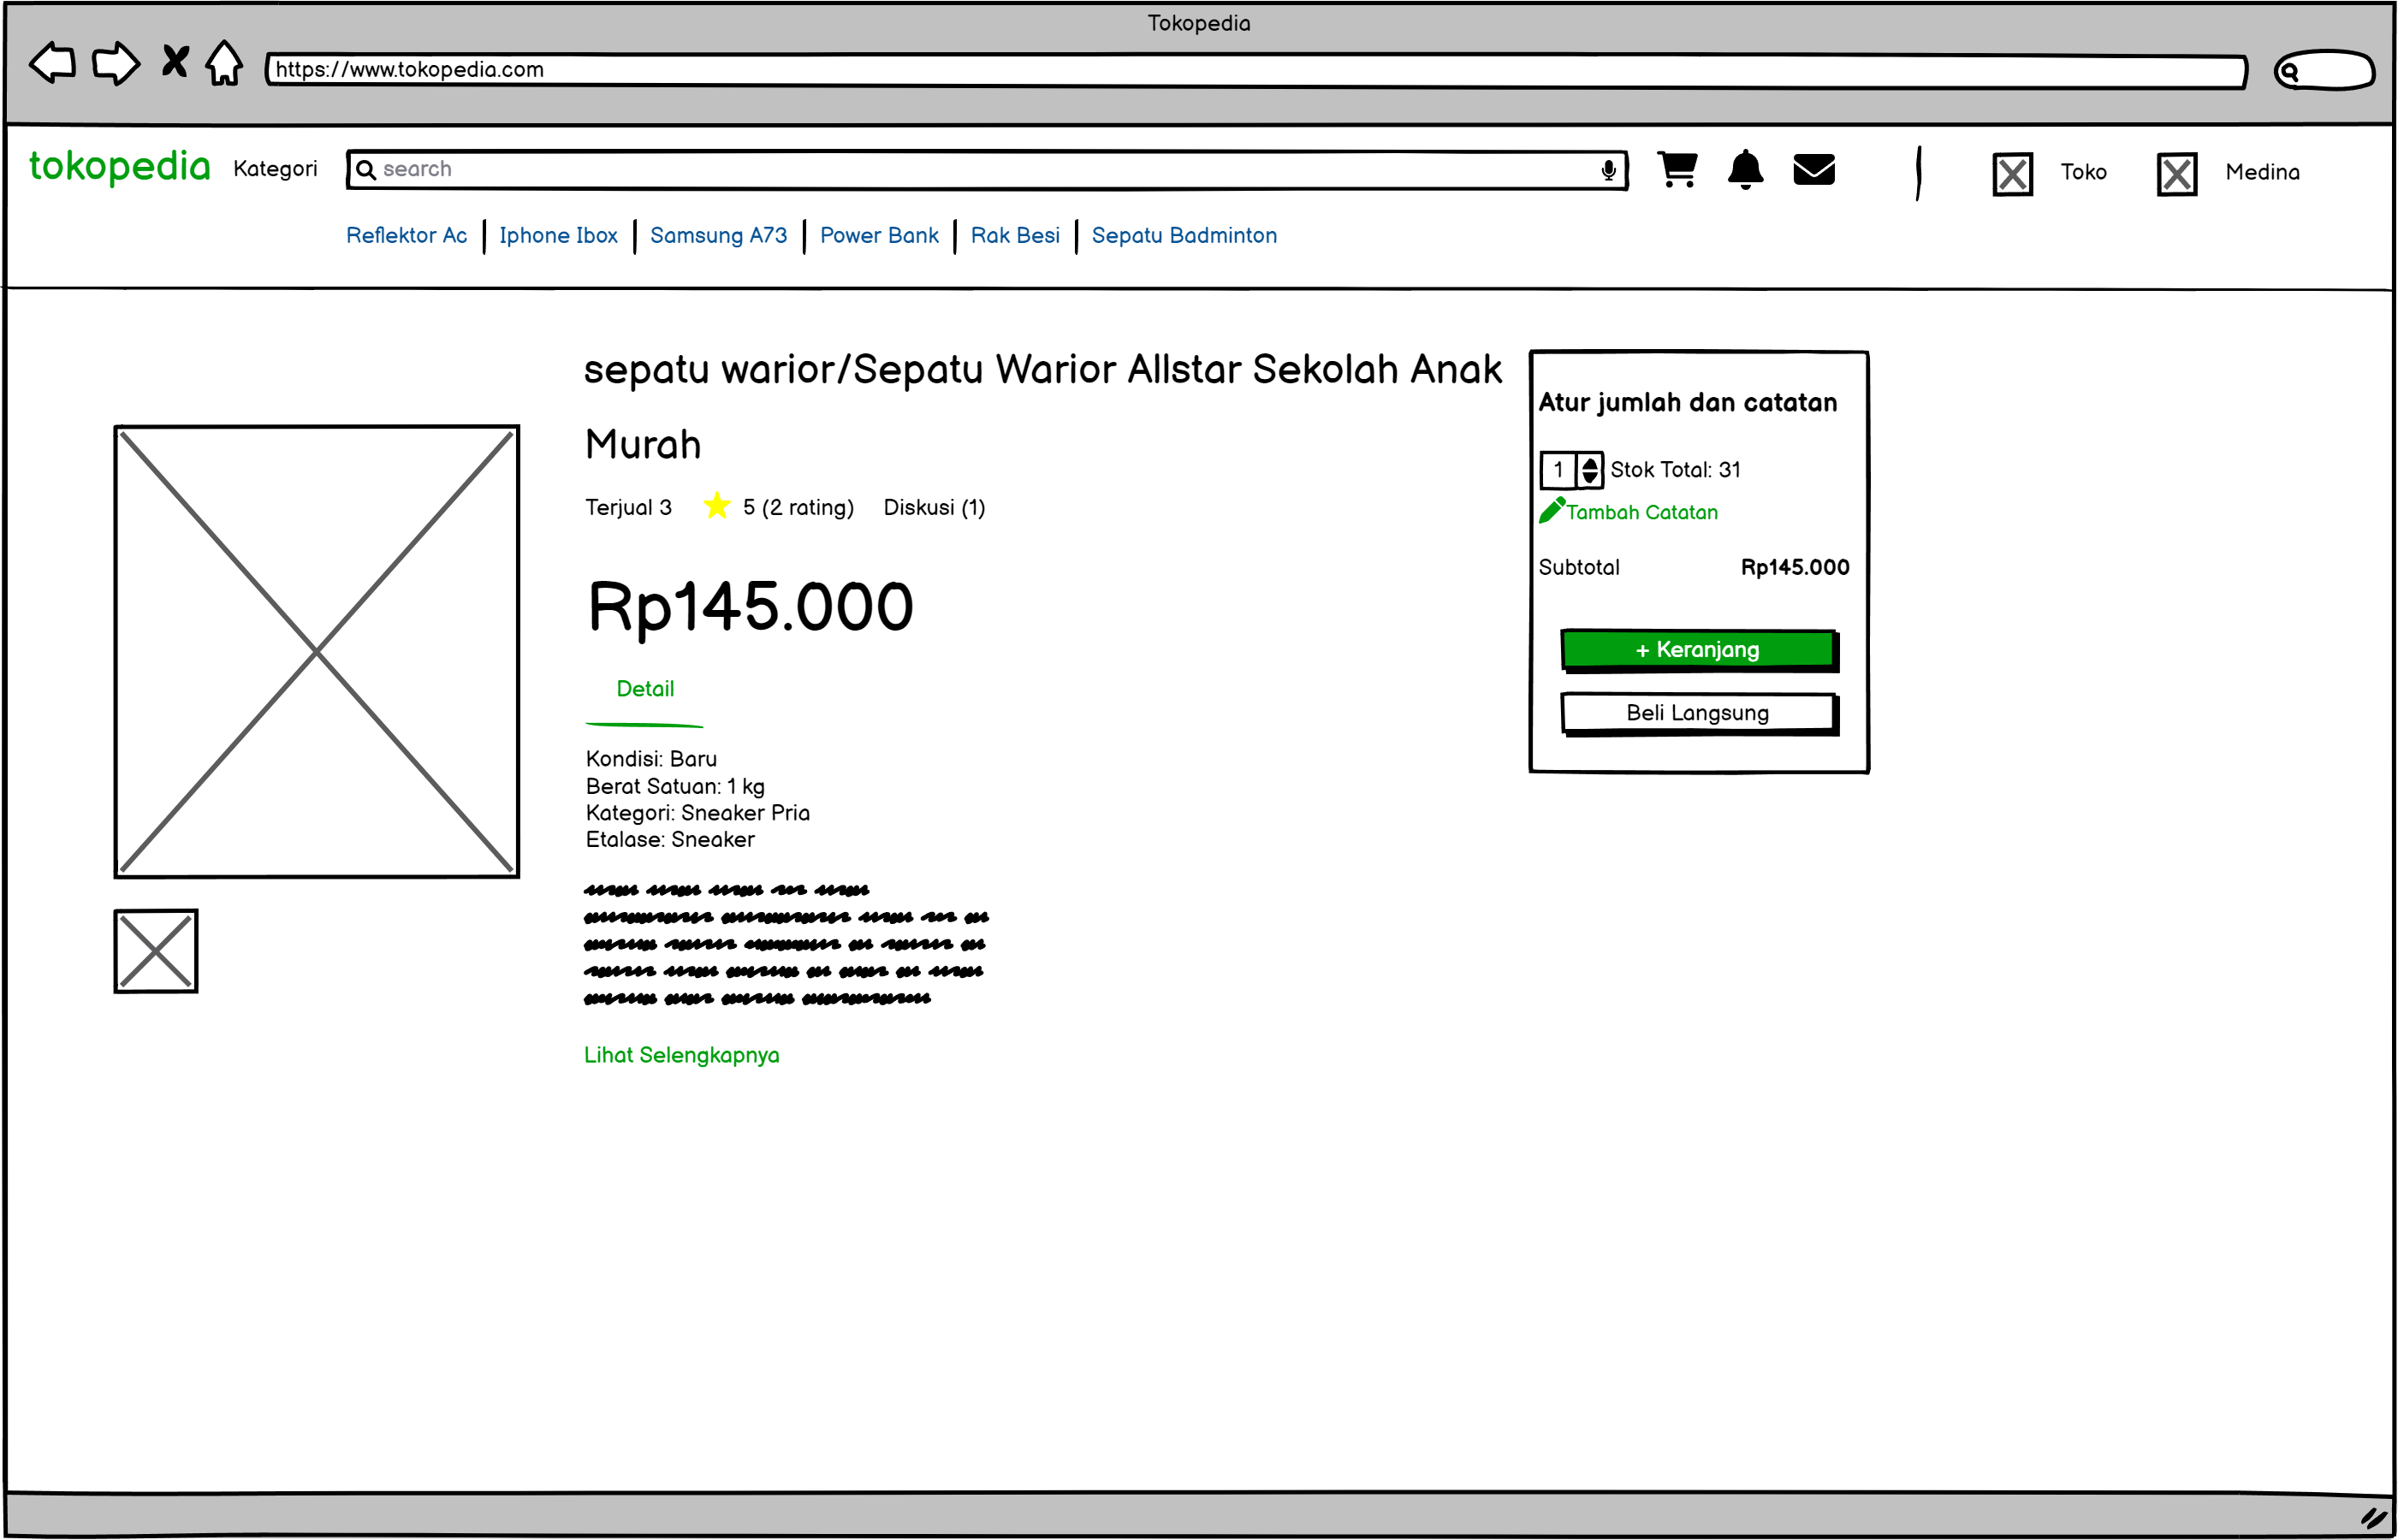 Tokopedia
https://www.tokopedia.com
tokopedia Kategori search Toko Medina
Reflektor Ac Iphone Ibox Samsung A73 Power Bank Rak Besi Sepatu Badminton
sepatu warior/Sepatu Warior Allstar Sekolah Anak
Murah
Terjual 3 5 (2 rating) Diskusi (1)
Rp145.000
Detail
Kondisi: Baru
Berat Satuan: 1 kg
Kategori: Sneaker Pria
Etalase: Sneaker
Lihat Selengkapnya
Atur jumlah dan catatan
1 Stok Total: 31
Tambah Catatan
Subtotal Rp145.000
+ Keranjang
Beli Langsung